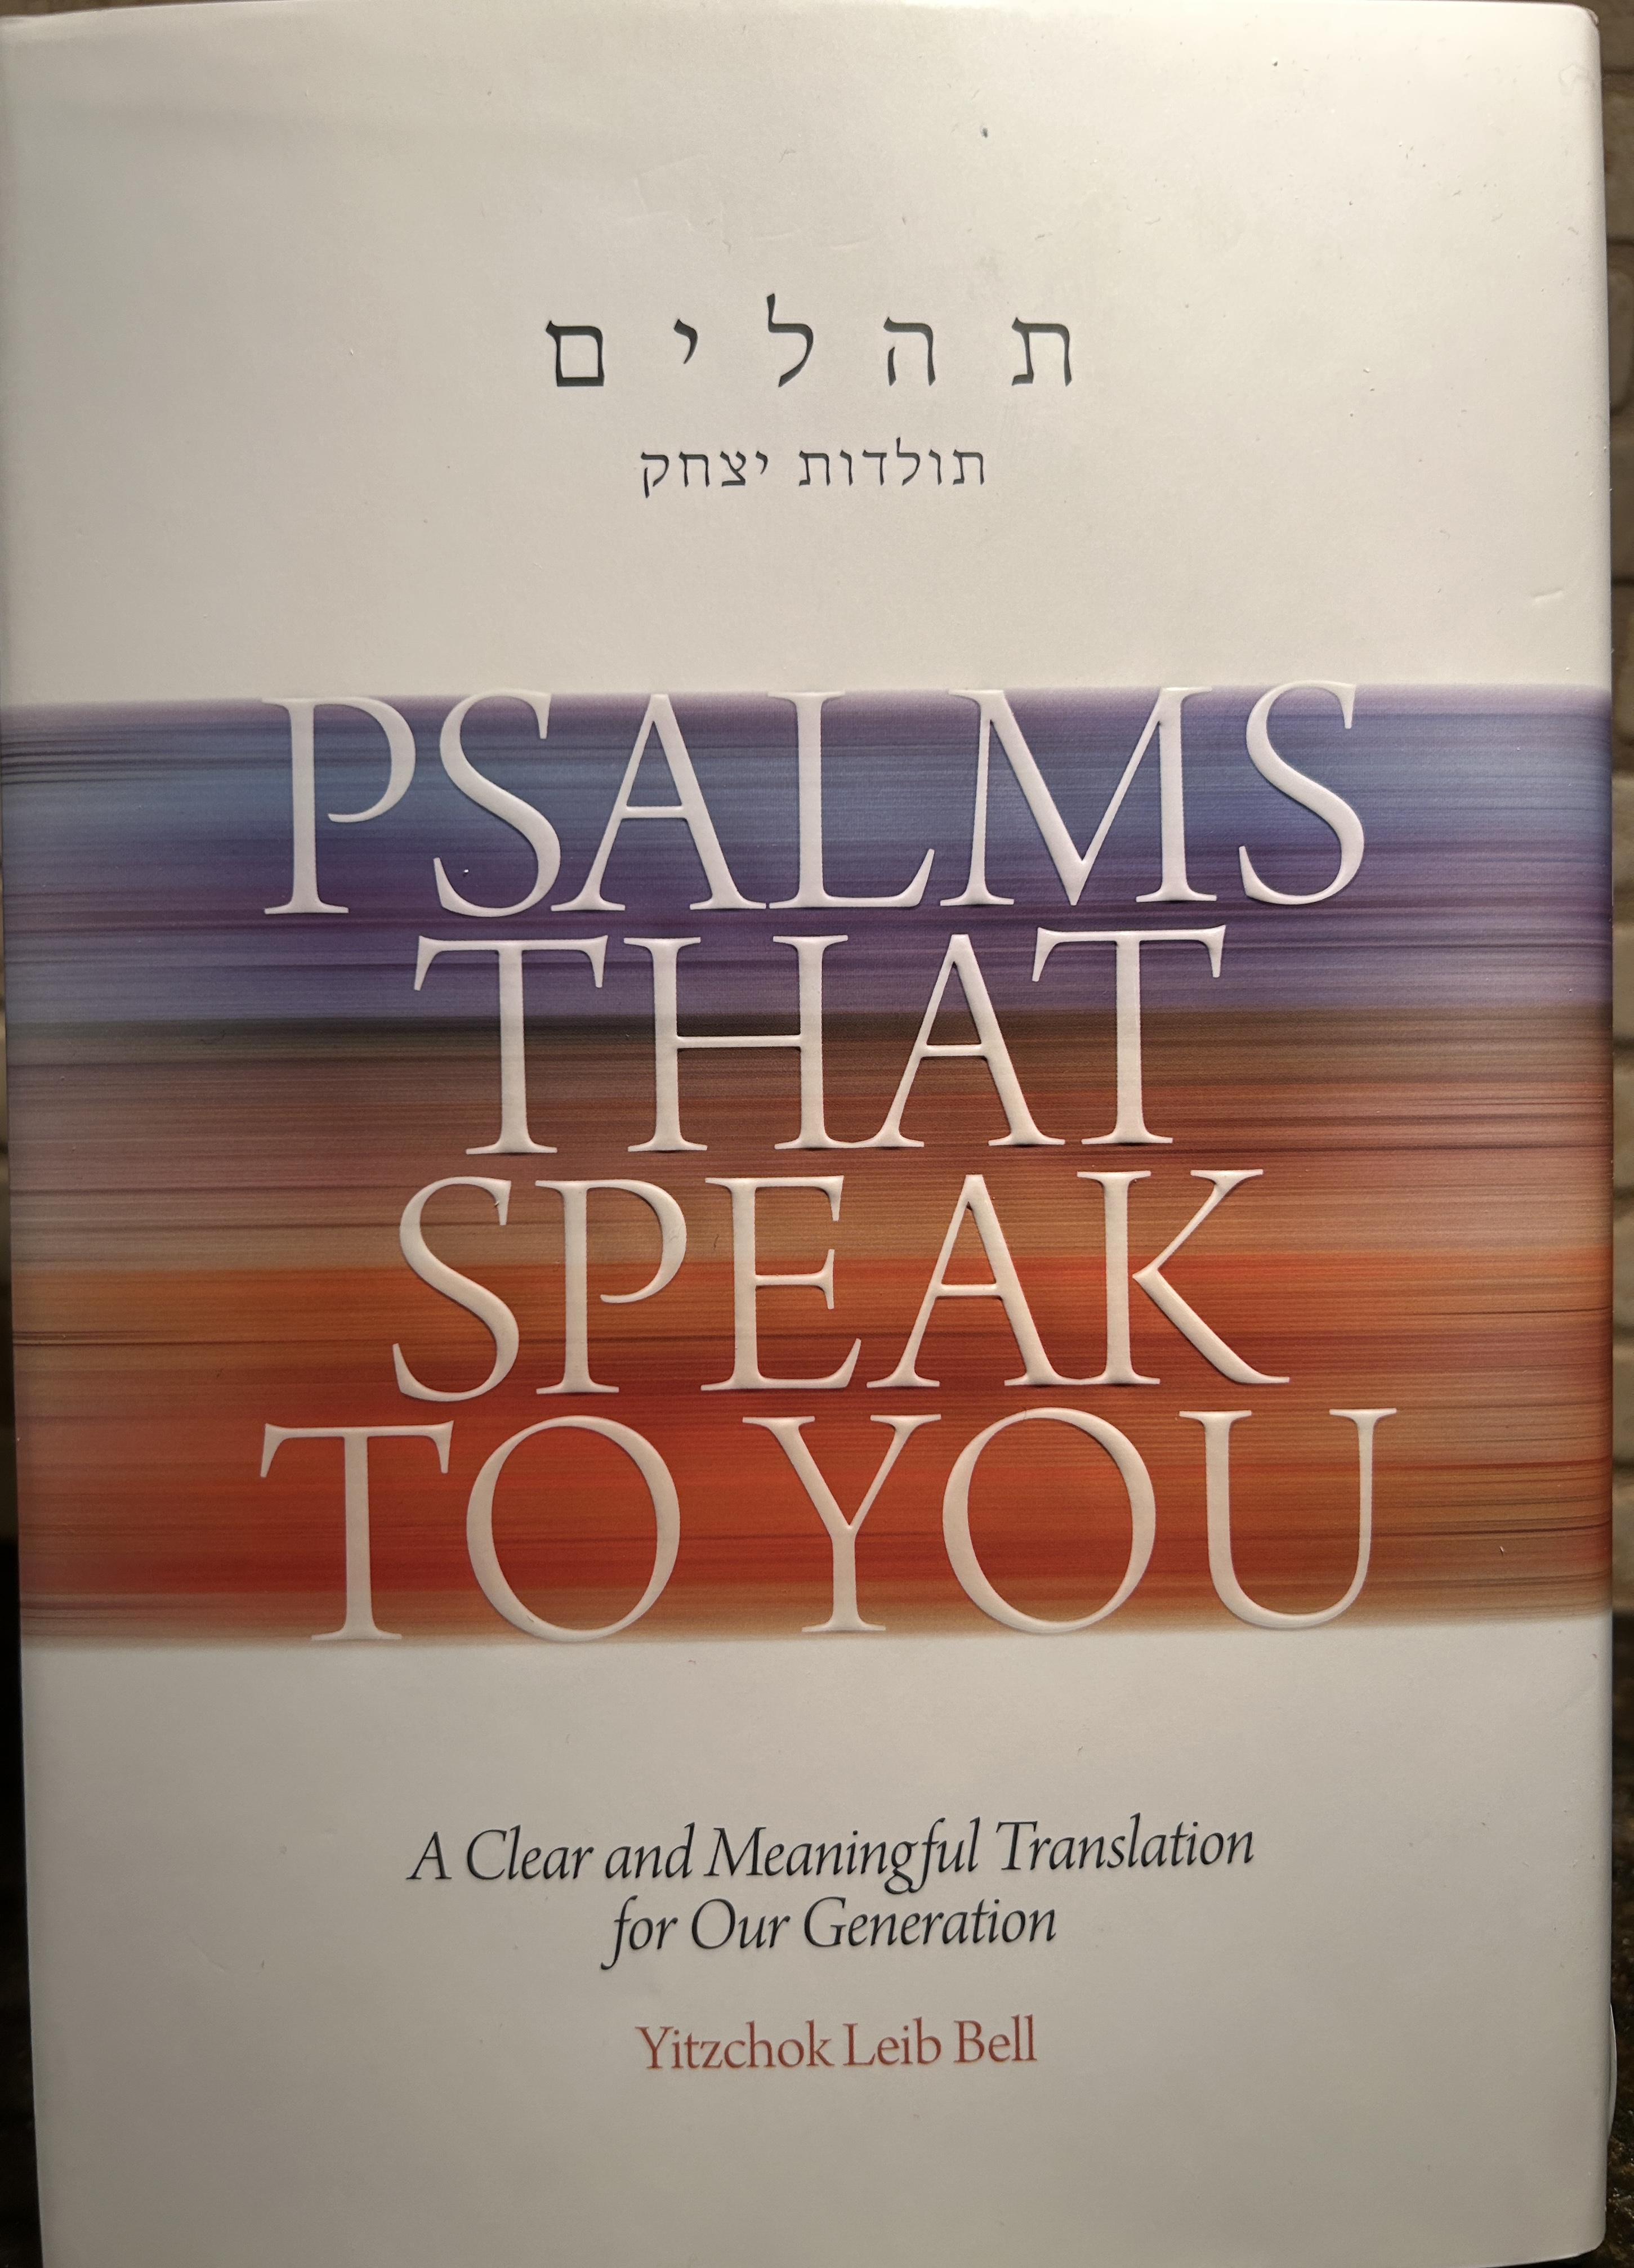 תהלים
תולדות יצחק
PSALMS
THAT
SPEAK
TO YOU
A Clear and Meaningful Translation
for Our Generation
Yitzchok Leib Bell